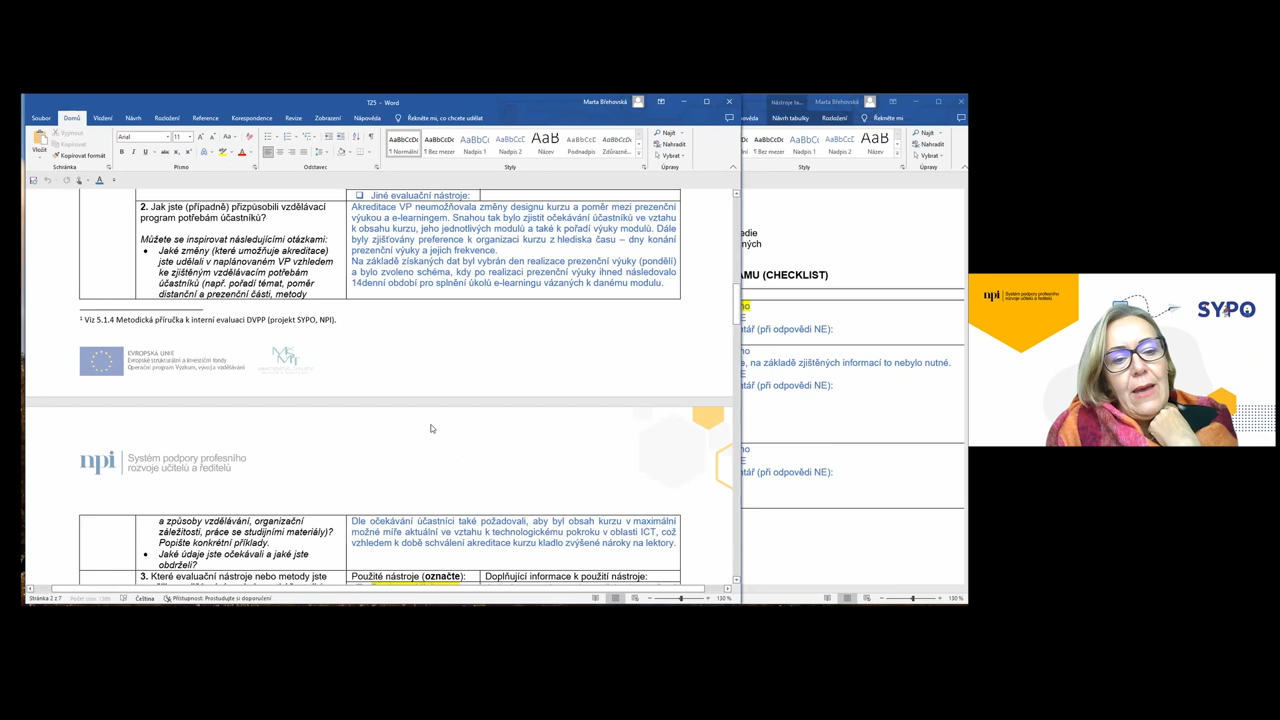 TZ5 - Word
Marta Břehovská
Soubor Domů Vložení Návrh Rozložení Reference Korespondence Revize Zobrazení Nápověda Řekněte mi, co chcete udělat
Vložit
Vyjmout
Kopírovat
Kopírovat formát
Schránka
Arial 11
Písmo
Odstavec
AaBbCcDc AaBbCcDc AaBbCc AaBbCcD AaB AaBbCcD AaBbCcDc
¶ Normální ¶ Bez mezer Nadpis 1 Nadpis 2 Název Podnadpis Zdůrazně...
Styly
Najít
Nahradit
Vybrat
Úpravy
Jiné evaluační nástroje:
2. Jak jste (případně) přizpůsobili vzdělávací
program potřebám účastníků?
Můžete se inspirovat následujícími otázkami:
Jaké změny (které umožňuje akreditace)
jste udělali v naplánovaném VP vzhledem
ke zjištěným vzdělávacím potřebám
účastníků (např. pořadí témat, poměr
distanční a prezenční části, metody
Akreditace VP neumožňovala změny designu kurzu a poměr mezi prezenční
výukou a e-learningem. Snahou tak bylo zjistit očekávání účastníků ve vztahu
k obsahu kurzu, jeho jednotlivých modulů a také k pořadí výuky modulů. Dále
byly zjišťovány preference k organizaci kurzu z hlediska času – dny konání
prezenční výuky a jejich frekvence.
Na základě získaných dat byl vybrán den realizace prezenční výuky (pondělí)
a bylo zvoleno schéma, kdy po realizaci prezenční výuky ihned následovalo
14denní období pro splnění úkolů e-learningu vázaných k danému modulu.
1 Viz 5.1.4 Metodická příručka k interní evaluaci DVPP (projekt SYPO, NPI).
EVROPSKÁ UNIE
Evropské strukturální a investiční fondy
Operační program Výzkum, vývoj a vzdělávání
npi Systém podpory profesního
rozvoje učitelů a ředitelů
a způsoby vzdělávání, organizační
záležitosti, práce se studijními materiály)?
Popište konkrétní příklady.
Jaké údaje jste očekávali a jaké jste
obdrželi?
Dle očekávání účastníci také požadovali, aby byl obsah kurzu v maximální
možné míře aktuální ve vztahu k technologickému pokroku v oblasti ICT, což
vzhledem k době schválení akreditace kurzu kladlo zvýšené nároky na lektory.
3. Které evaluační nástroje nebo metody jste
Použité nástroje (označte):
Doplňující informace k použití nástroje:
Stránka 2 z 7 Čeština Přístupnost: Prostudujte si doporučení 130 %
Nástroje ta...
Marta Břehovská
Návrh tabulky Rozložení Řekněte mi
AaBbCcDc AaBbCc AaBbCcD AaB
¶ Bez mezer Nadpis 1 Nadpis 2 Název
Styly
Najít
Nahradit
Vybrat
Úpravy
(CHECKLIST)
(při odpovědi NE):
na základě zjištěných informací to nebylo nutné.
(při odpovědi NE):
(při odpovědi NE):
130 %
npi Systém podpory profesního
rozvoje učitelů a ředitelů
SYPO